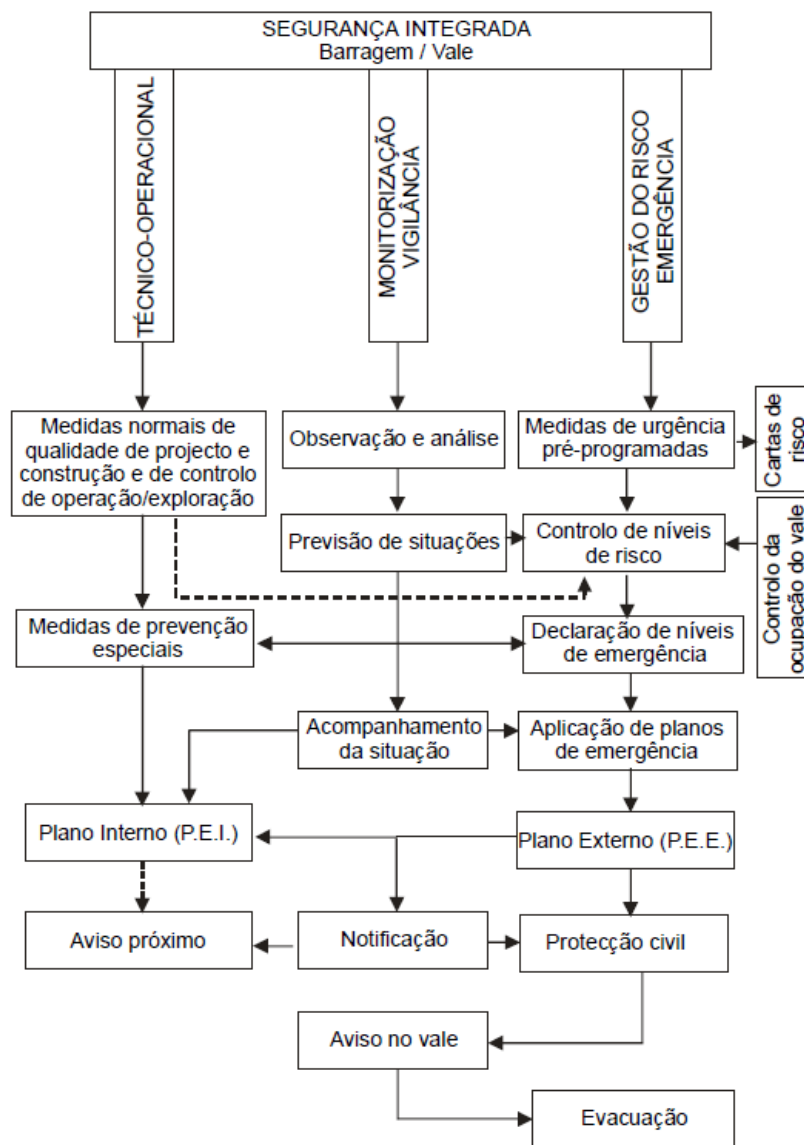 SEGURANÇA INTEGRADA
Barragem / Vale
TÉCNICO-OPERACIONAL
MONITORIZAÇÃO
VIGILÂNCIA
GESTÃO DO RISCO
EMERGÊNCIA
Medidas normais de
qualidade de projecto e
construção e de controlo
de operação/exploração
Observação e análise
Medidas de urgência
pré-programadas
Cartas de
risco
Previsão de situações
Controlo de níveis
de risco
Controlo da
ocupação do vale
Medidas de prevenção
especiais
Declaração de níveis
de emergência
Acompanhamento
da situação
Aplicação de planos
de emergência
Plano Interno (P.E.I.)
Plano Externo (P.E.E.)
Aviso próximo
Notificação
Protecção civil
Aviso no vale
Evacuação